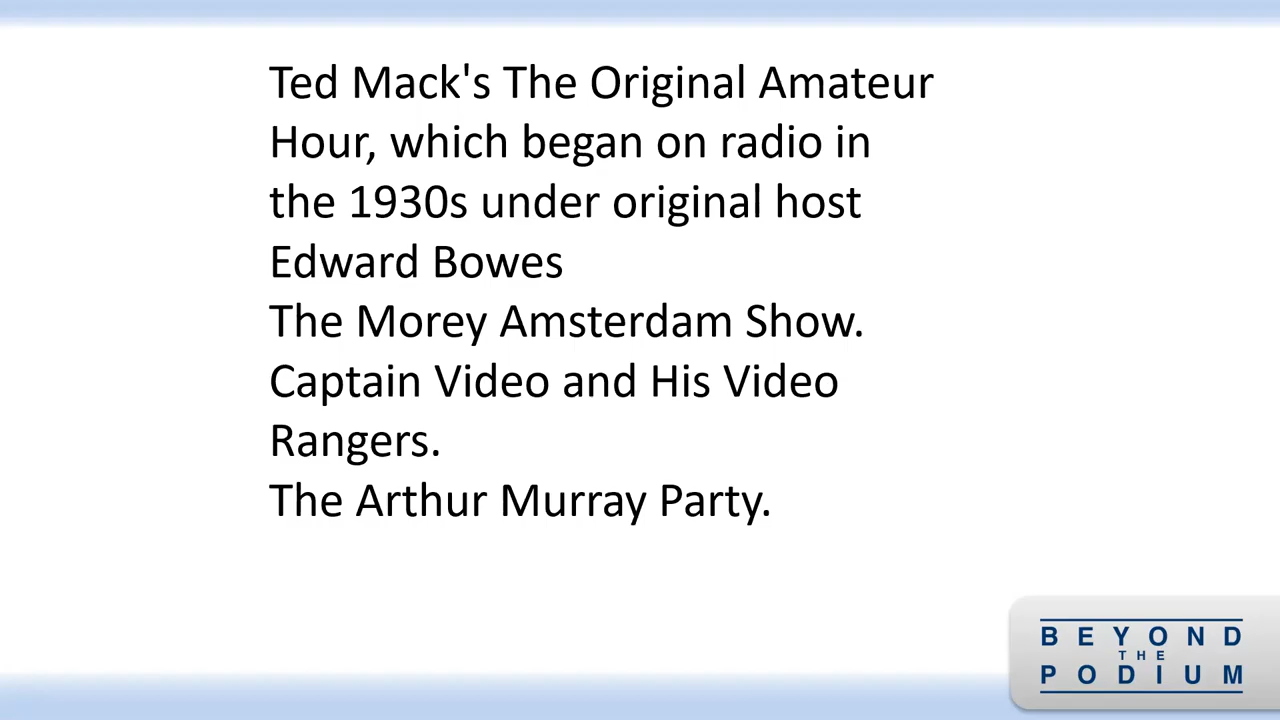 Ted Mack's The Original Amateur
Hour, which began on radio in
the 1930s under original host
Edward Bowes
The Morey Amsterdam Show.
Captain Video and His Video
Rangers.
The Arthur Murray Party.
BEYOND
THE
PODIUM